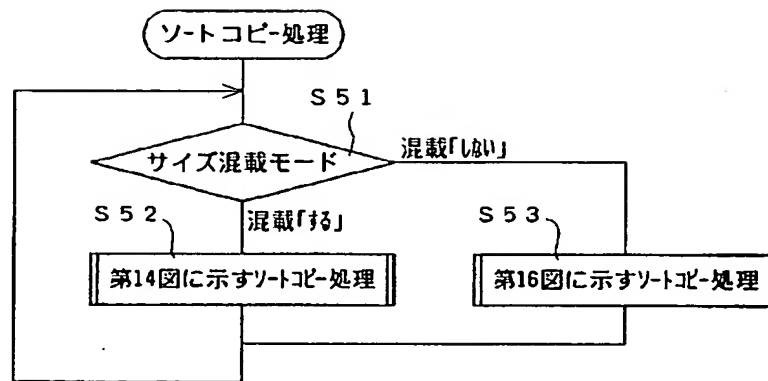 ソートコピー処理
S51
サイズ混載モード
混載「しない」
S52
混載「する」
S53
第14図に示すソートコピー処理
第16図に示すソートコピー処理